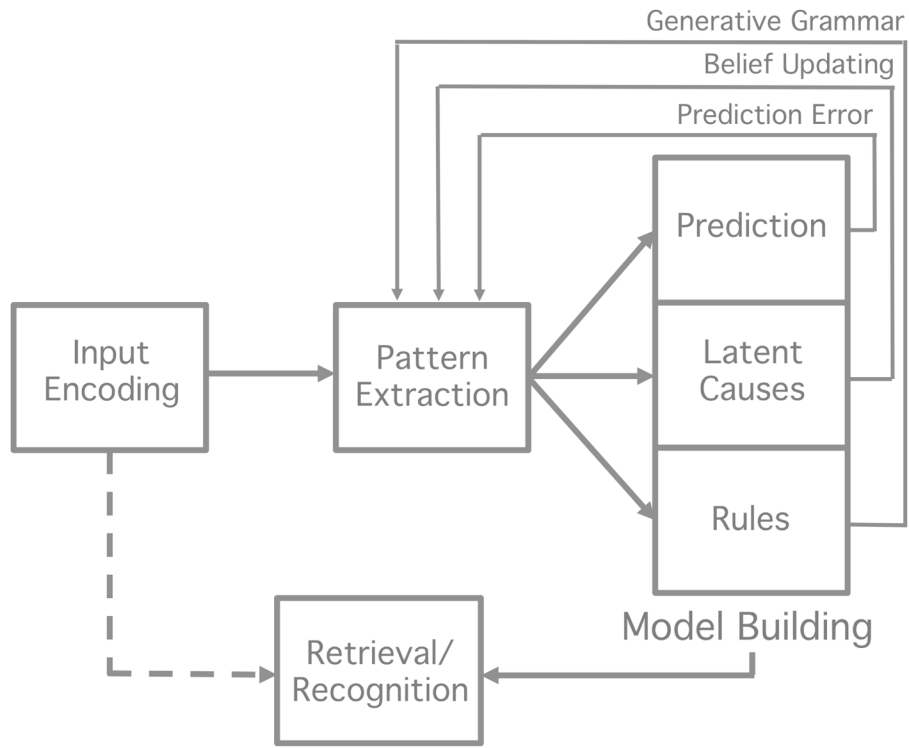 Generative Grammar
Belief Updating
Prediction Error
Prediction
Input
Encoding
Pattern
Extraction
Latent
Causes
Rules
Model Building
Retrieval/
Recognition